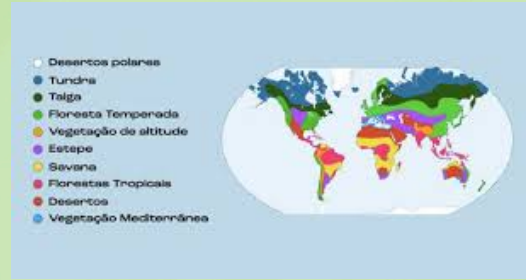 Desertos polares
Tundra
Taiga
Floresta Temperada
Vegetação de altitude
Estepe
Savana
Florestas Tropicais
Desertos
Vegetação Mediterrânea